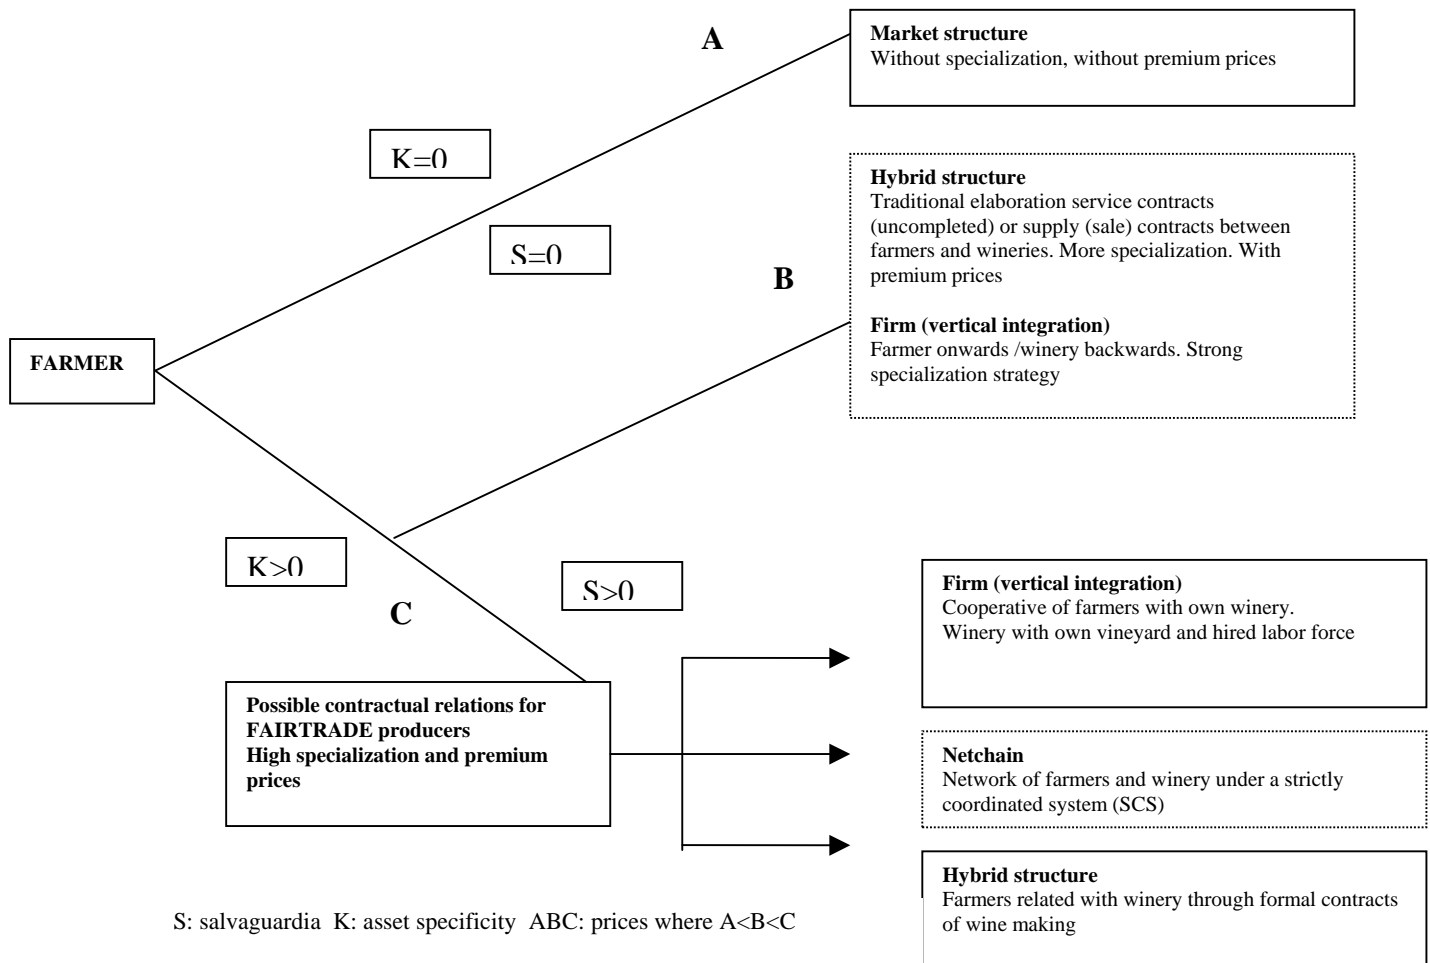 A
Market structure
Without specialization, without premium prices
K=0
S=0
Hybrid structure
Traditional elaboration service contracts
(uncompleted) or supply (sale) contracts between
farmers and wineries. More specialization. With
premium prices
B
Firm (vertical integration)
Farmer onwards /winery backwards. Strong
specialization strategy
FARMER
K>0
S>0
C
Firm (vertical integration)
Cooperative of farmers with own winery.
Winery with own vineyard and hired labor force
Possible contractual relations for
FAIRTRADE producers
High specialization and premium
prices
Netchain
Network of farmers and winery under a strictly
coordinated system (SCS)
Hybrid structure
Farmers related with winery through formal contracts
of wine making
S: salvaguardia K: asset specificity ABC: prices where A<B<C